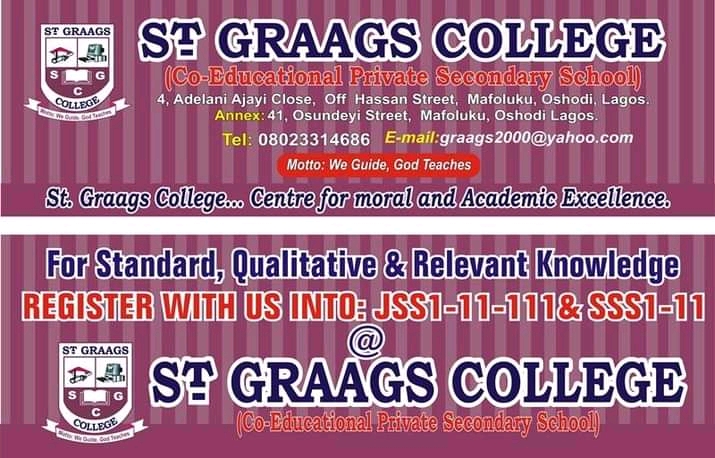 ST GRAAGS
S G
C
COLLEGE
Motto: We Guide, God Teaches
ST GRAAGS COLLEGE
(Co-Educational Private Secondary School)
4, Adelani Ajayi Close, Off Hassan Street, Mafoluku, Oshodi, Lagos.
Annex: 41, Osundeyi Street, Mafoluku, Oshodi Lagos.
Tel: 08023314686 E-mail:graags2000@yahoo.com
Motto: We Guide, God Teaches
St. Graags College... Centre for moral and Academic Excellence.
For Standard, Qualitative & Relevant Knowledge
REGISTER WITH US INTO: JSS1-11-111& SSS1-11
@
ST GRAAGS
S G
C
COLLEGE
Motto: We Guide, God Teaches
ST GRAAGS COLLEGE
(Co-Educational Private Secondary School)